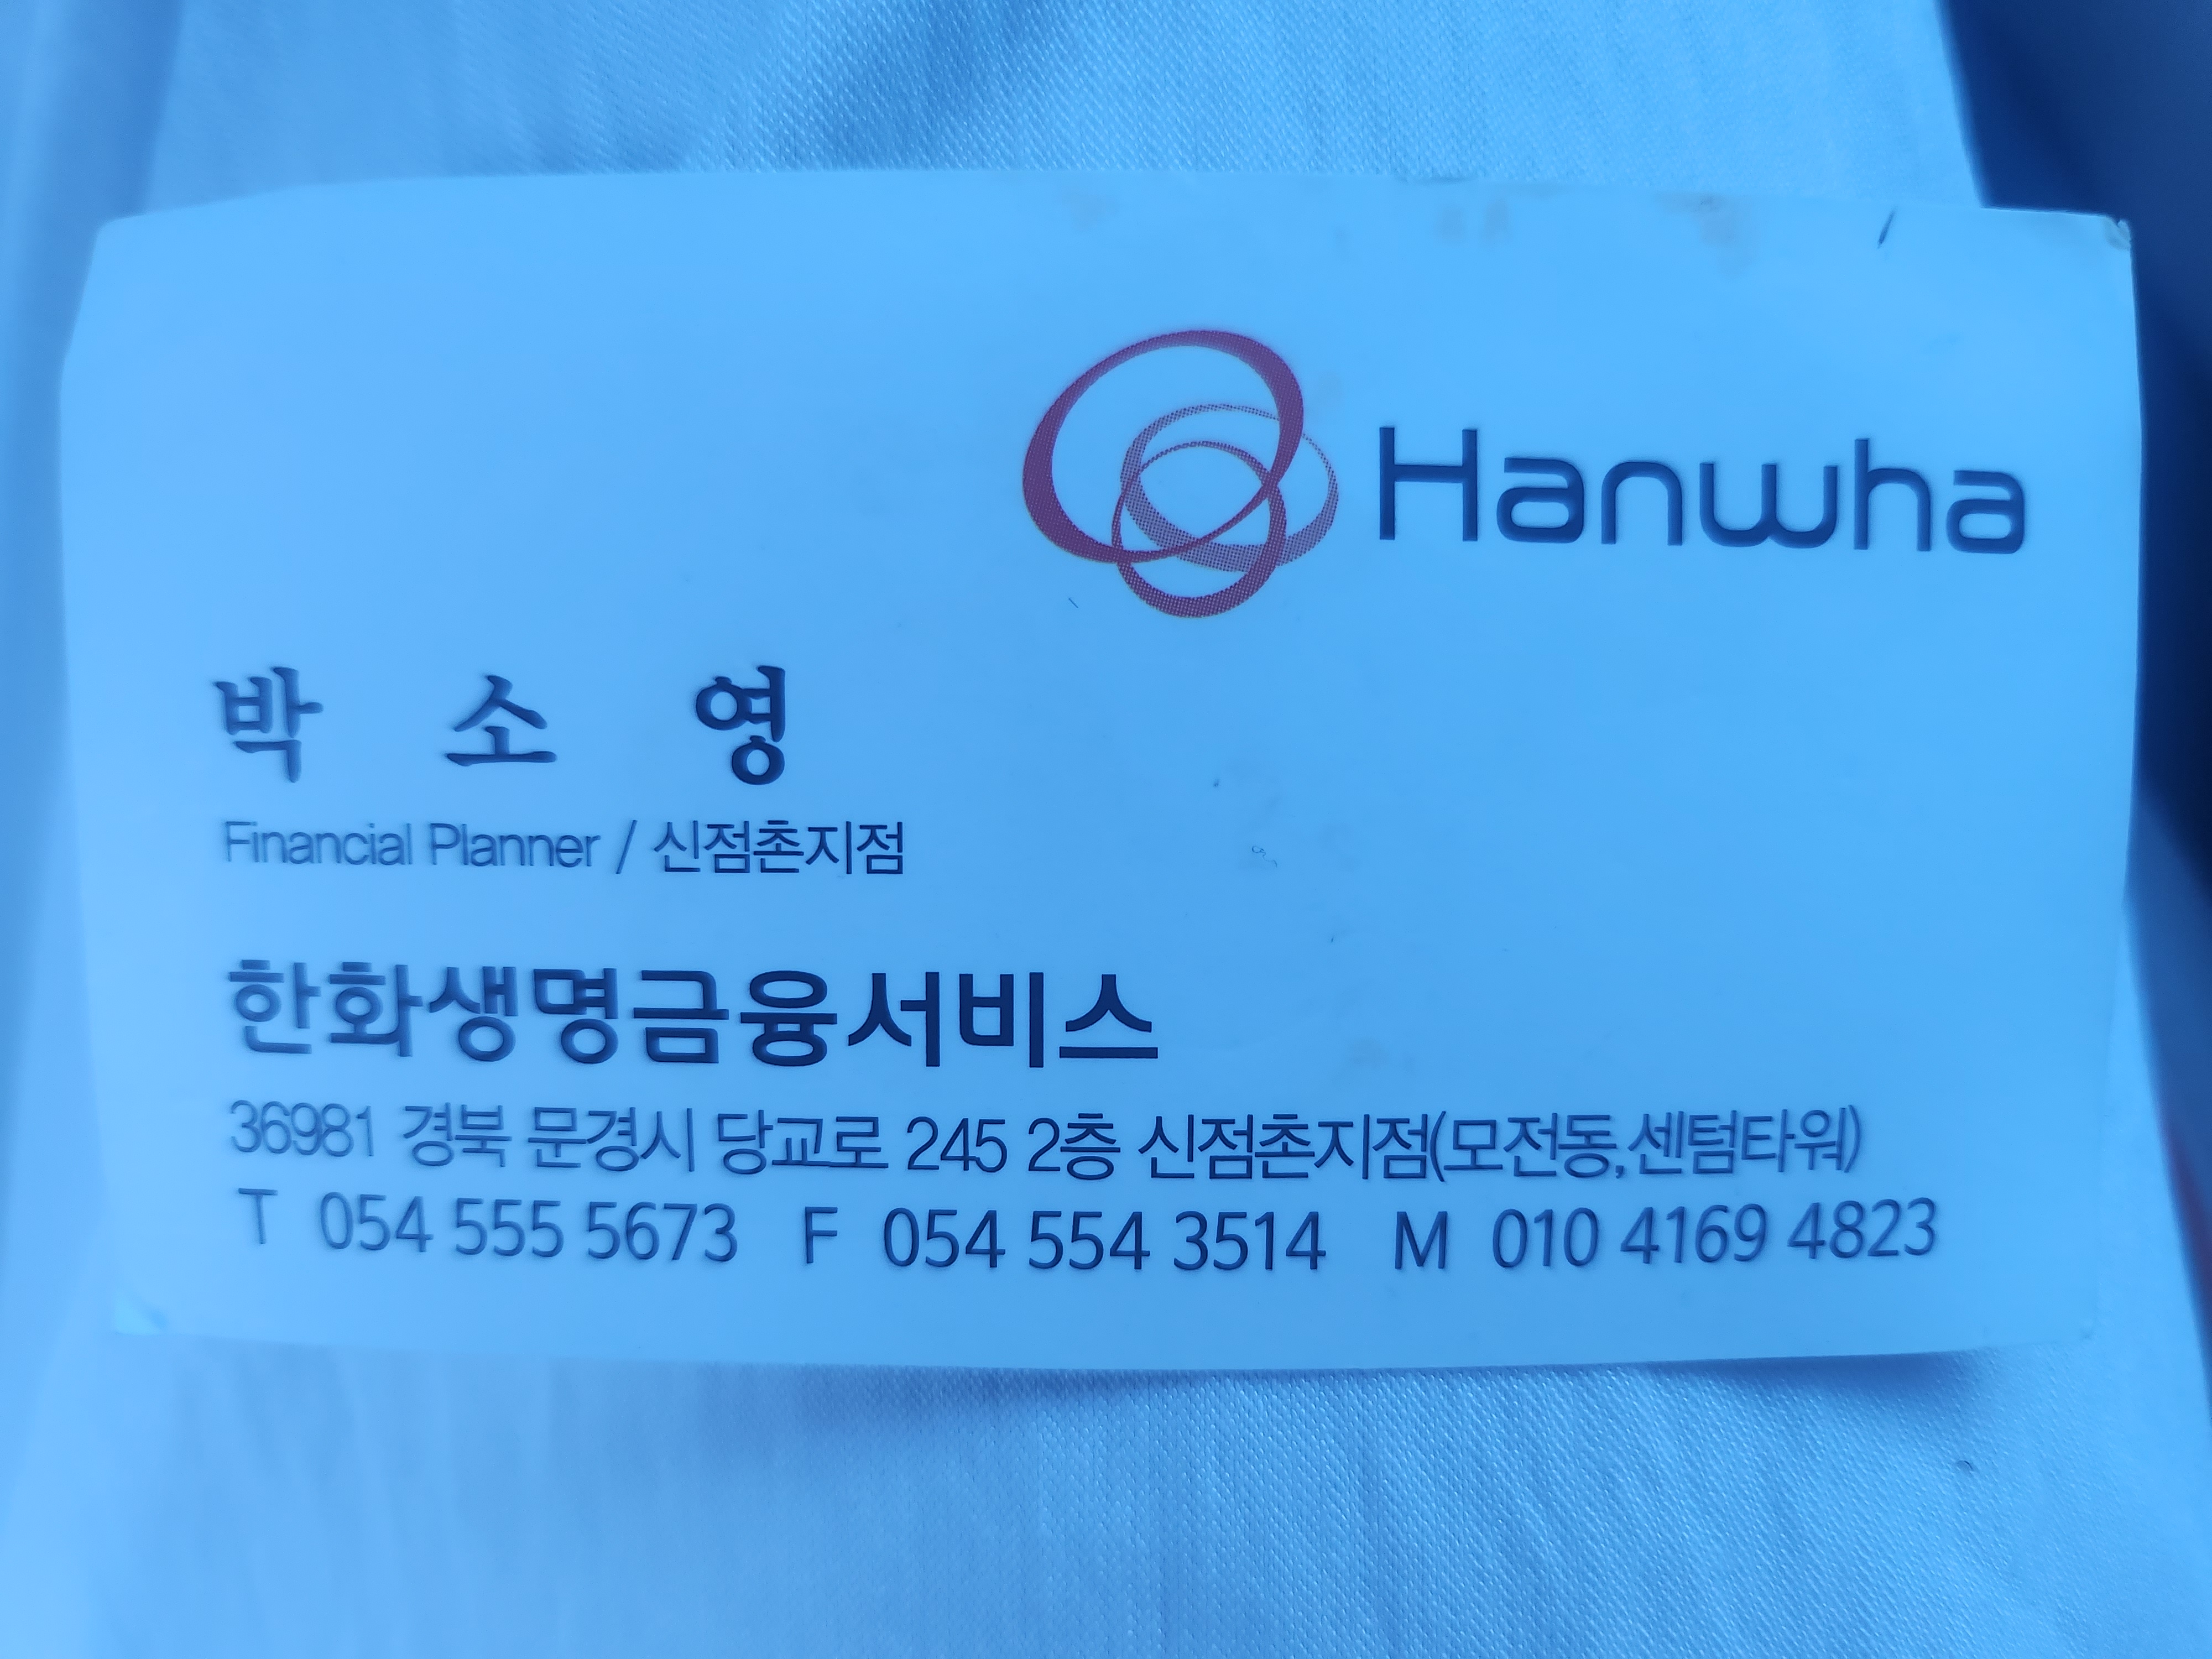 Hanwha
박 소 영
Financial Planner / 신점촌지점
한화생명금융서비스
36981 경북 문경시 당교로 245 2층 신점촌지점(모전동,센텀타워)
T 054 555 5673 F 054 554 3514 M 010 4169 4823